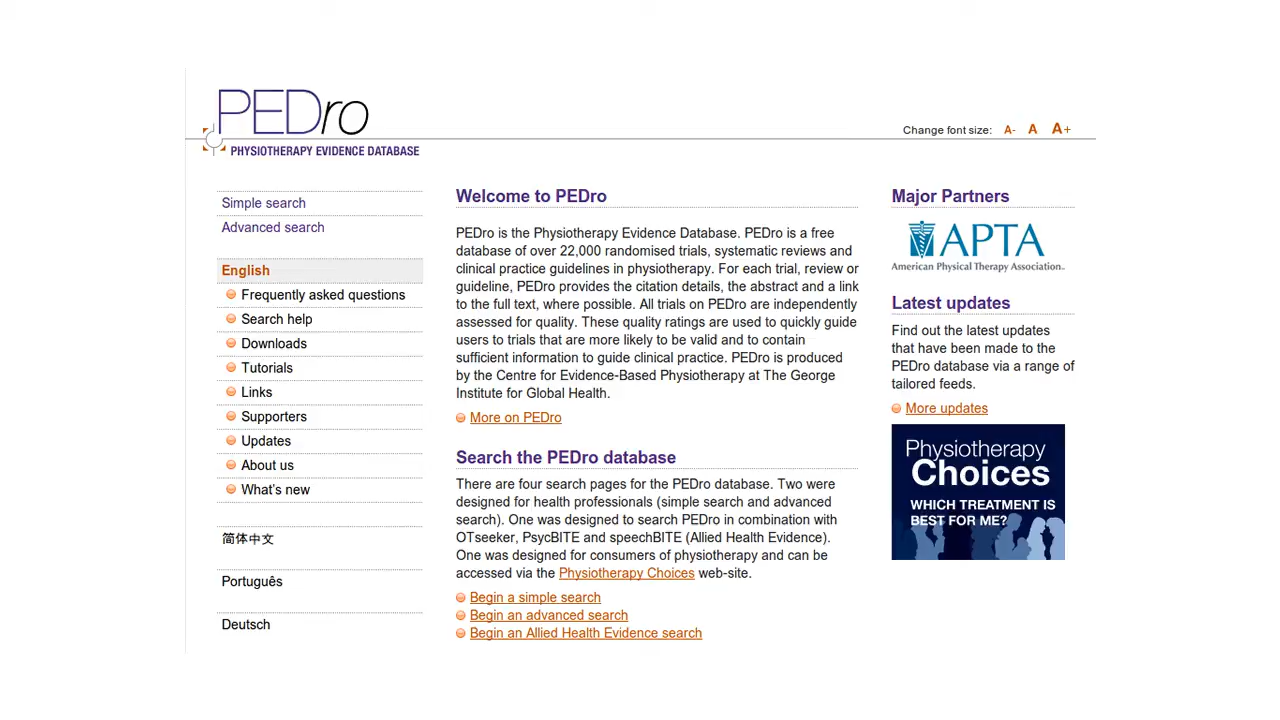 PEDro
PHYSIOTHERAPY EVIDENCE DATABASE
Change font size: A- A A+
Simple search
Advanced search
English
Frequently asked questions
Search help
Downloads
Tutorials
Links
Supporters
Updates
About us
What's new
简体中文
Português
Deutsch
Welcome to PEDro
PEDro is the Physiotherapy Evidence Database. PEDro is a free
database of over 22,000 randomised trials, systematic reviews and
clinical practice guidelines in physiotherapy. For each trial, review or
guideline, PEDro provides the citation details, the abstract and a link
to the full text, where possible. All trials on PEDro are independently
assessed for quality. These quality ratings are used to quickly guide
users to trials that are more likely to be valid and to contain
sufficient information to guide clinical practice. PEDro is produced
by the Centre for Evidence-Based Physiotherapy at The George
Institute for Global Health.
More on PEDro
Search the PEDro database
There are four search pages for the PEDro database. Two were
designed for health professionals (simple search and advanced
search). One was designed to search PEDro in combination with
OTseeker, PsycBITE and speechBITE (Allied Health Evidence).
One was designed for consumers of physiotherapy and can be
accessed via the Physiotherapy Choices web-site.
Begin a simple search
Begin an advanced search
Begin an Allied Health Evidence search
Major Partners
APTA
American Physical Therapy Association
Latest updates
Find out the latest updates
that have been made to the
PEDro database via a range of
tailored feeds.
More updates
Physiotherapy
Choices
WHICH TREATMENT IS
BEST FOR ME?